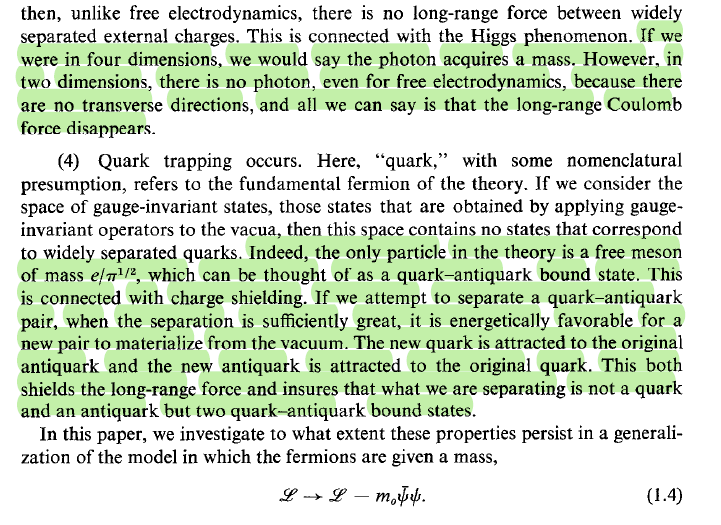 then, unlike free electrodynamics, there is no long-range force between widely
separated external charges. This is connected with the Higgs phenomenon. If we
were in four dimensions, we would say the photon acquires a mass. However, in
two dimensions, there is no photon, even for free electrodynamics, because there
are no transverse directions, and all we can say is that the long-range Coulomb
force disappears.
(4) Quark trapping occurs. Here, “quark,” with some nomenclatural
presumption, refers to the fundamental fermion of the theory. If we consider the
space of gauge-invariant states, those states that are obtained by applying gauge-
invariant operators to the vacua, then this space contains no states that correspond
to widely separated quarks. Indeed, the only particle in the theory is a free meson
of mass e/π^{1/2}, which can be thought of as a quark–antiquark bound state. This
is connected with charge shielding. If we attempt to separate a quark–antiquark
pair, when the separation is sufficiently great, it is energetically favorable for a
new pair to materialize from the vacuum. The new quark is attracted to the original
antiquark and the new antiquark is attracted to the original quark. This both
shields the long-range force and insures that what we are separating is not a quark
and an antiquark but two quark–antiquark bound states.
In this paper, we investigate to what extent these properties persist in a generali-
zation of the model in which the fermions are given a mass,
ℒ → ℒ − m₀ψ̄ψ. (1.4)